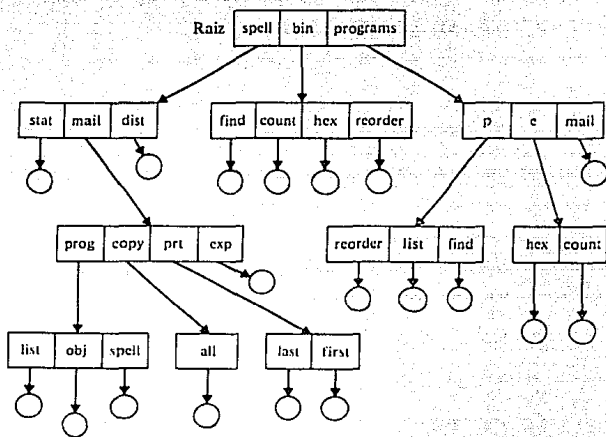 Raiz spell bin programs
stat mail dist find count hex reorder p e mail
prog copy prt exp reorder list find hex count
list obj spell all last first